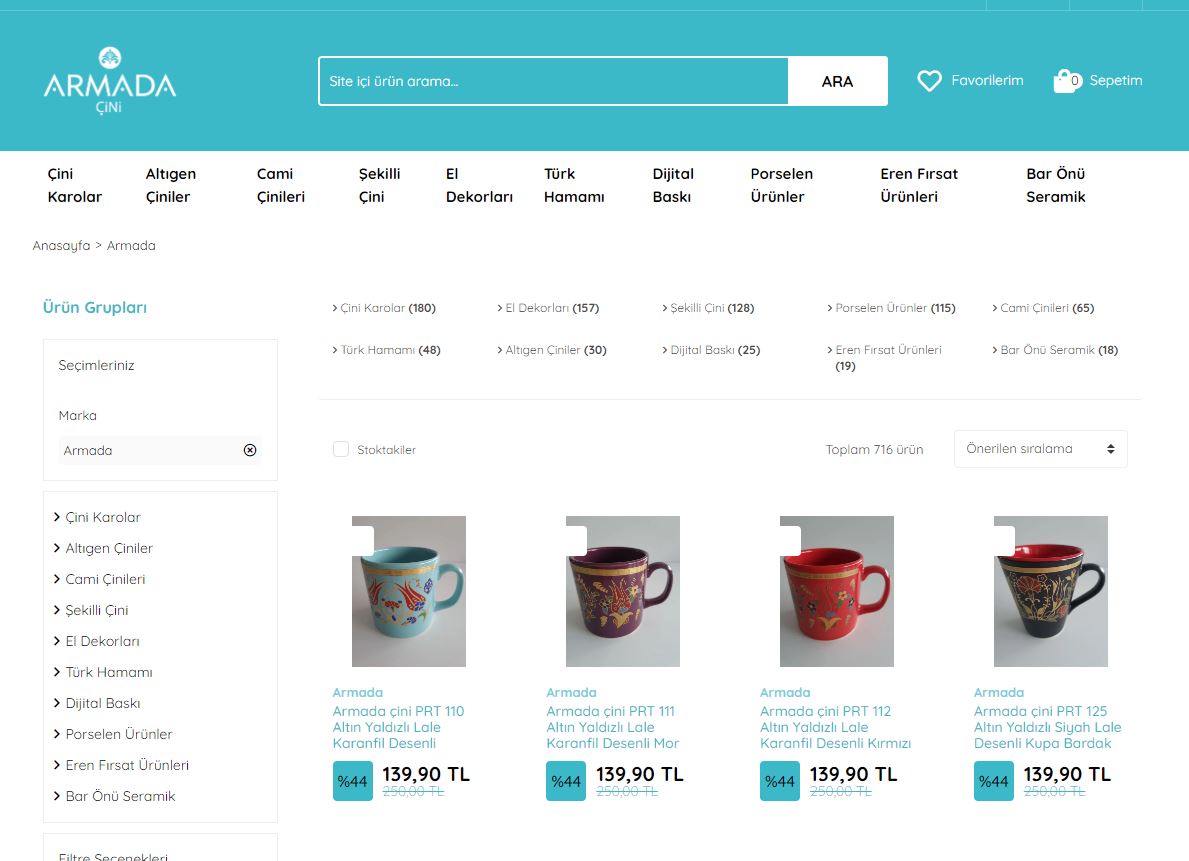 ARMADA
ÇİNİ
Site içi ürün arama...
ARA
Favorilerim
0
Sepetim
Çini
Karolar
Altıgen
Çiniler
Cami
Çinileri
Şekilli
Çini
El
Dekorları
Türk
Hamamı
Dijital
Baskı
Porselen
Ürünler
Eren Fırsat
Ürünleri
Bar Önü
Seramik
Anasayfa > Armada
Ürün Grupları
Seçimleriniz
Marka
Armada
Çini Karolar
Altıgen Çiniler
Cami Çinileri
Şekilli Çini
El Dekorları
Türk Hamamı
Dijital Baskı
Porselen Ürünler
Eren Fırsat Ürünleri
Bar Önü Seramik
Filtre Seçenekleri
Çini Karolar (180)
El Dekorları (157)
Şekilli Çini (128)
Porselen Ürünler (115)
Cami Çinileri (65)
Türk Hamamı (48)
Altıgen Çiniler (30)
Dijital Baskı (25)
Eren Fırsat Ürünleri
(19)
Bar Önü Seramik (18)
Stoktakiler
Toplam 716 ürün
Önerilen sıralama
Armada
Armada çini PRT 110
Altın Yaldızlı Lale
Karanfil Desenli
%44
139,90 TL
250,00 TL
Armada
Armada çini PRT 111
Altın Yaldızlı Lale
Karanfil Desenli Mor
%44
139,90 TL
250,00 TL
Armada
Armada çini PRT 112
Altın Yaldızlı Lale
Karanfil Desenli Kırmızı
%44
139,90 TL
250,00 TL
Armada
Armada çini PRT 125
Altın Yaldızlı Siyah Lale
Desenli Kupa Bardak
%44
139,90 TL
250,00 TL